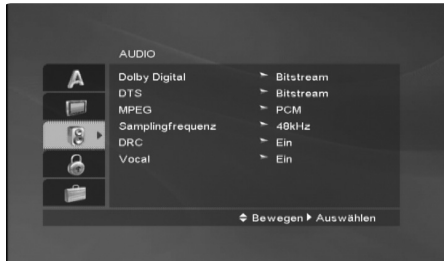 AUDIO
Dolby Digital Bitstream
DTS Bitstream
MPEG PCM
Samplingfrequenz 48kHz
DRC Ein
Vocal Ein
Bewegen Auswählen